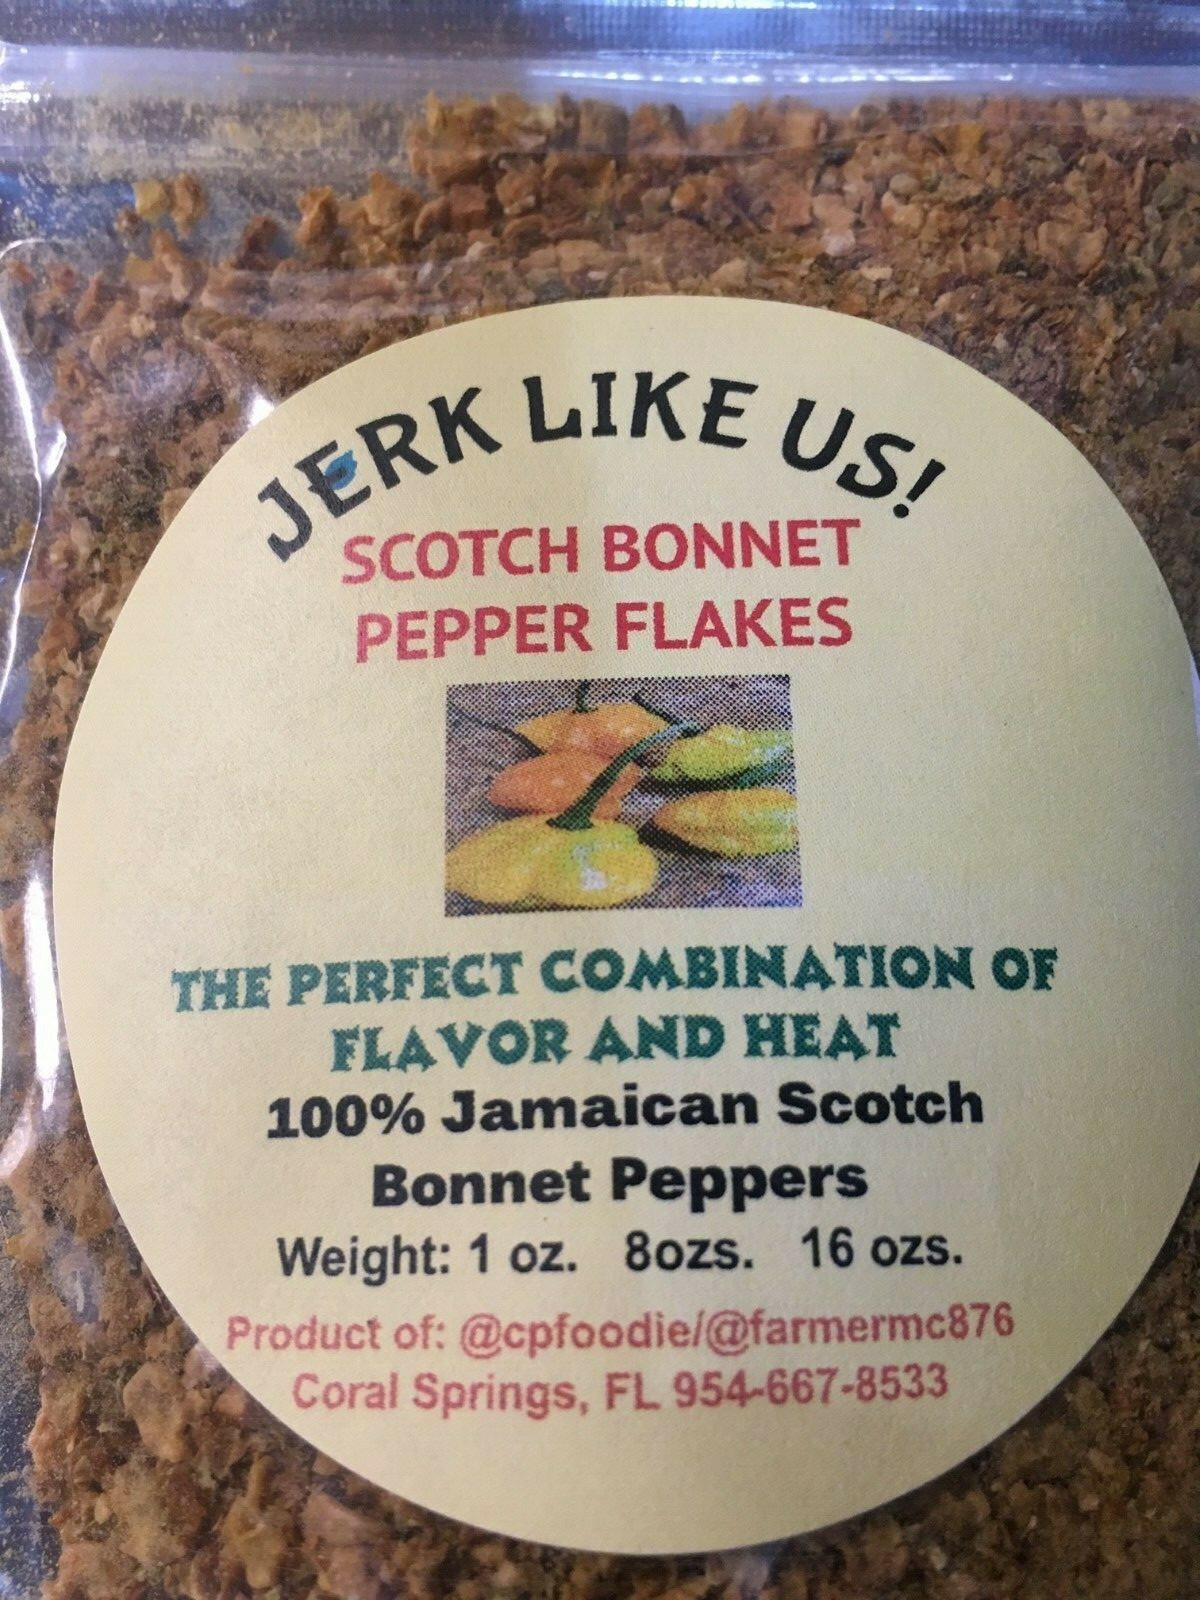 JERK LIKE US!
SCOTCH BONNET
PEPPER FLAKES
THE PERFECT COMBINATION OF
FLAVOR AND HEAT
100% Jamaican Scotch
Bonnet Peppers
Weight: 1 oz. 8ozs. 16 ozs.
Product of: @cpfoodie/@farmermc876
Coral Springs, FL 954-667-8533